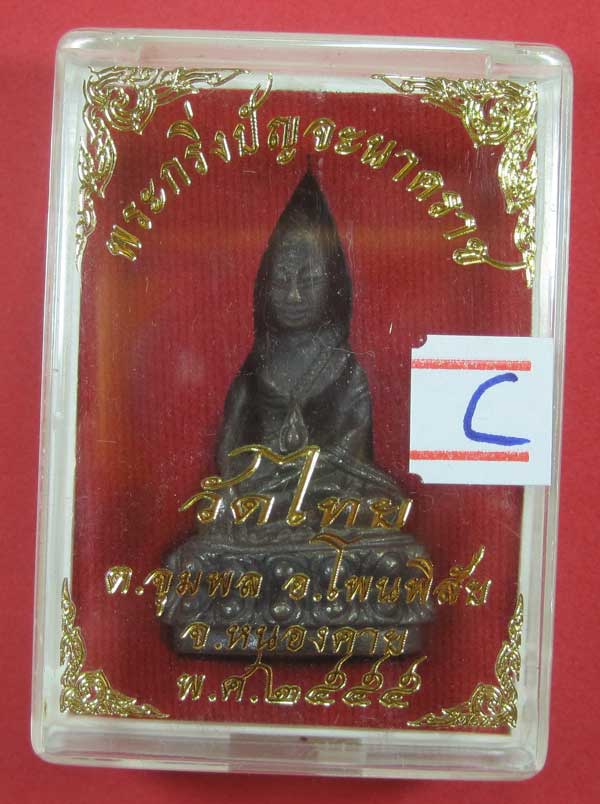 พระกริ่งปัญจะนาคราช
C
วัดไทย
ต.จุมพล อ.โพนพิสัย
จ.หนองคาย
พ.ศ.๒๕๕๕